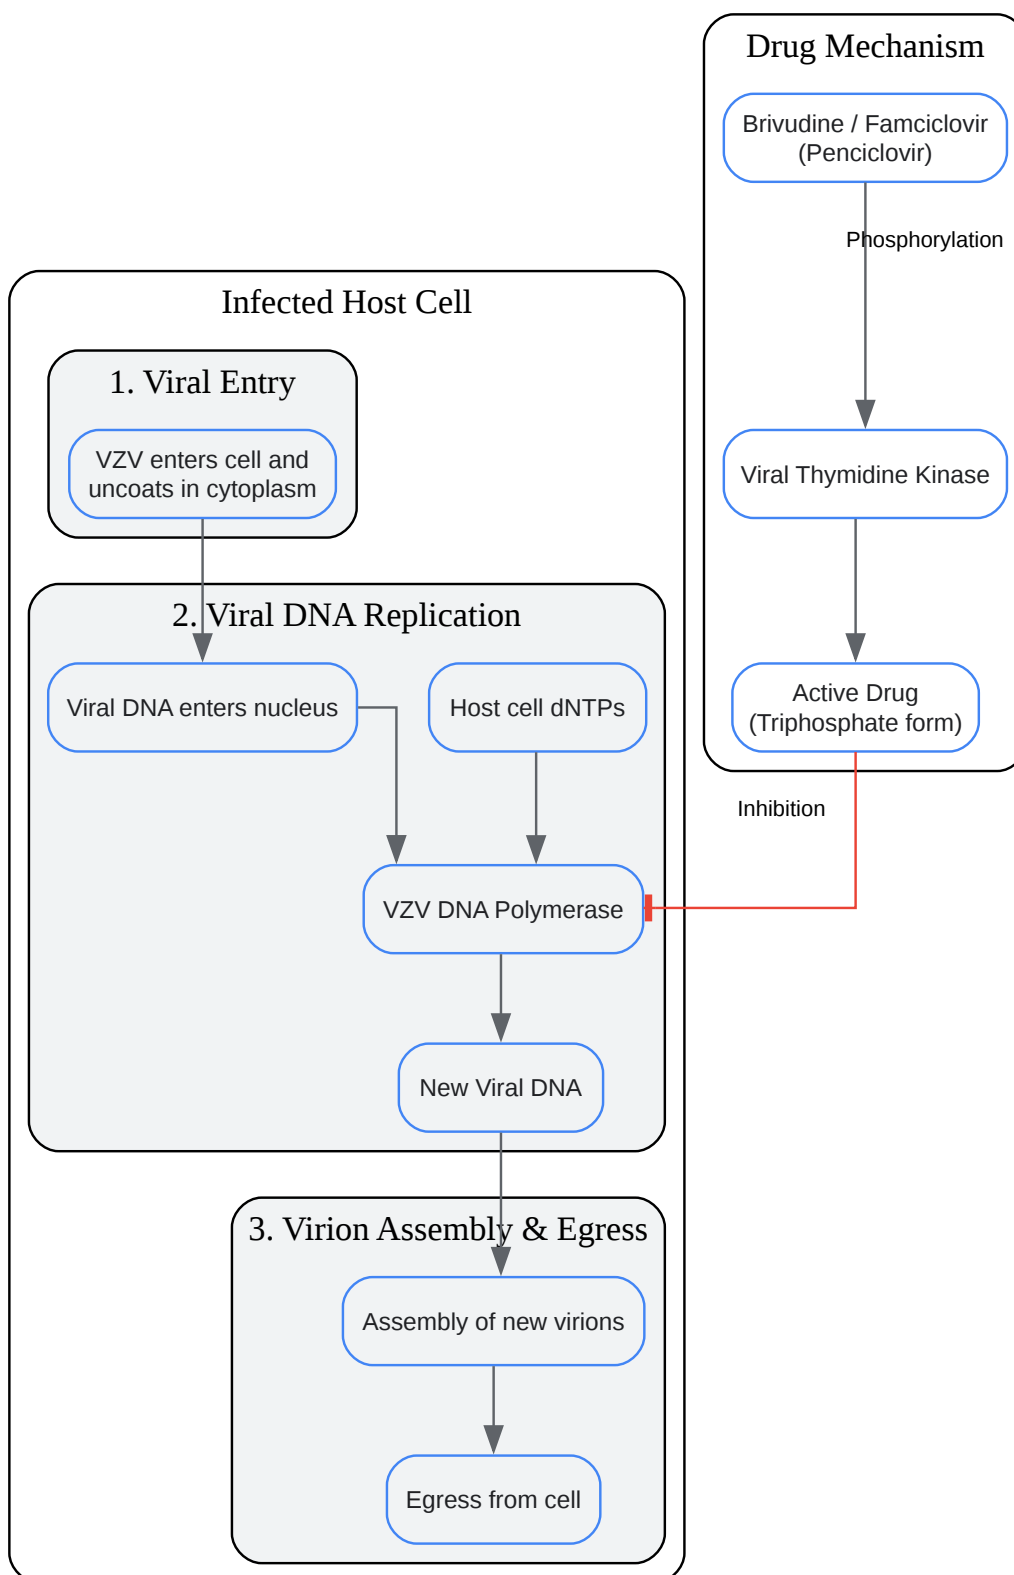 Drug Mechanism
Brivudine / Famciclovir
(Penciclovir)
Phosphorylation
Viral Thymidine Kinase
Active Drug
(Triphosphate form)
Inhibition
Infected Host Cell
1. Viral Entry
VZV enters cell and
uncoats in cytoplasm
2. Viral DNA Replication
Viral DNA enters nucleus
Host cell dNTPs
VZV DNA Polymerase
New Viral DNA
3. Virion Assembly & Egress
Assembly of new virions
Egress from cell